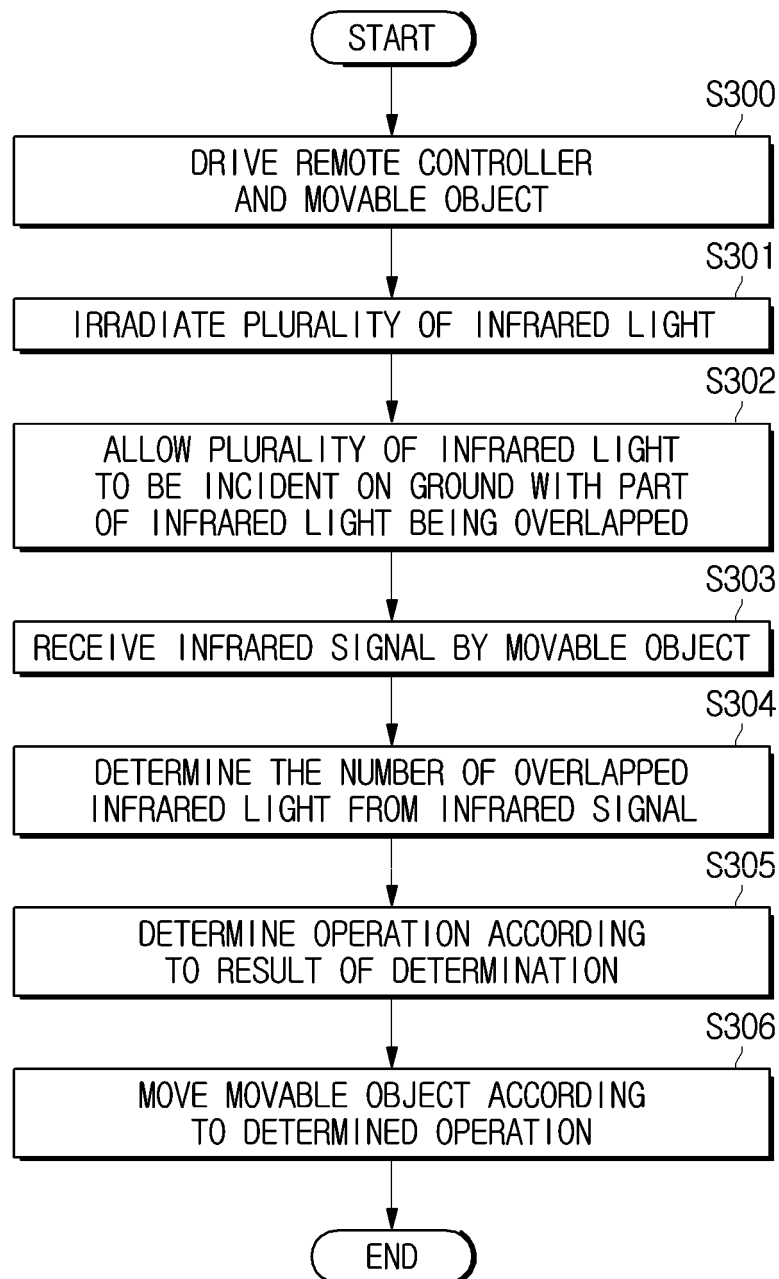 START
S300
DRIVE REMOTE CONTROLLER
AND MOVABLE OBJECT
S301
IRRADIATE PLURALITY OF INFRARED LIGHT
S302
ALLOW PLURALITY OF INFRARED LIGHT
TO BE INCIDENT ON GROUND WITH PART
OF INFRARED LIGHT BEING OVERLAPPED
S303
RECEIVE INFRARED SIGNAL BY MOVABLE OBJECT
S304
DETERMINE THE NUMBER OF OVERLAPPED
INFRARED LIGHT FROM INFRARED SIGNAL
S305
DETERMINE OPERATION ACCORDING
TO RESULT OF DETERMINATION
S306
MOVE MOVABLE OBJECT ACCORDING
TO DETERMINED OPERATION
END